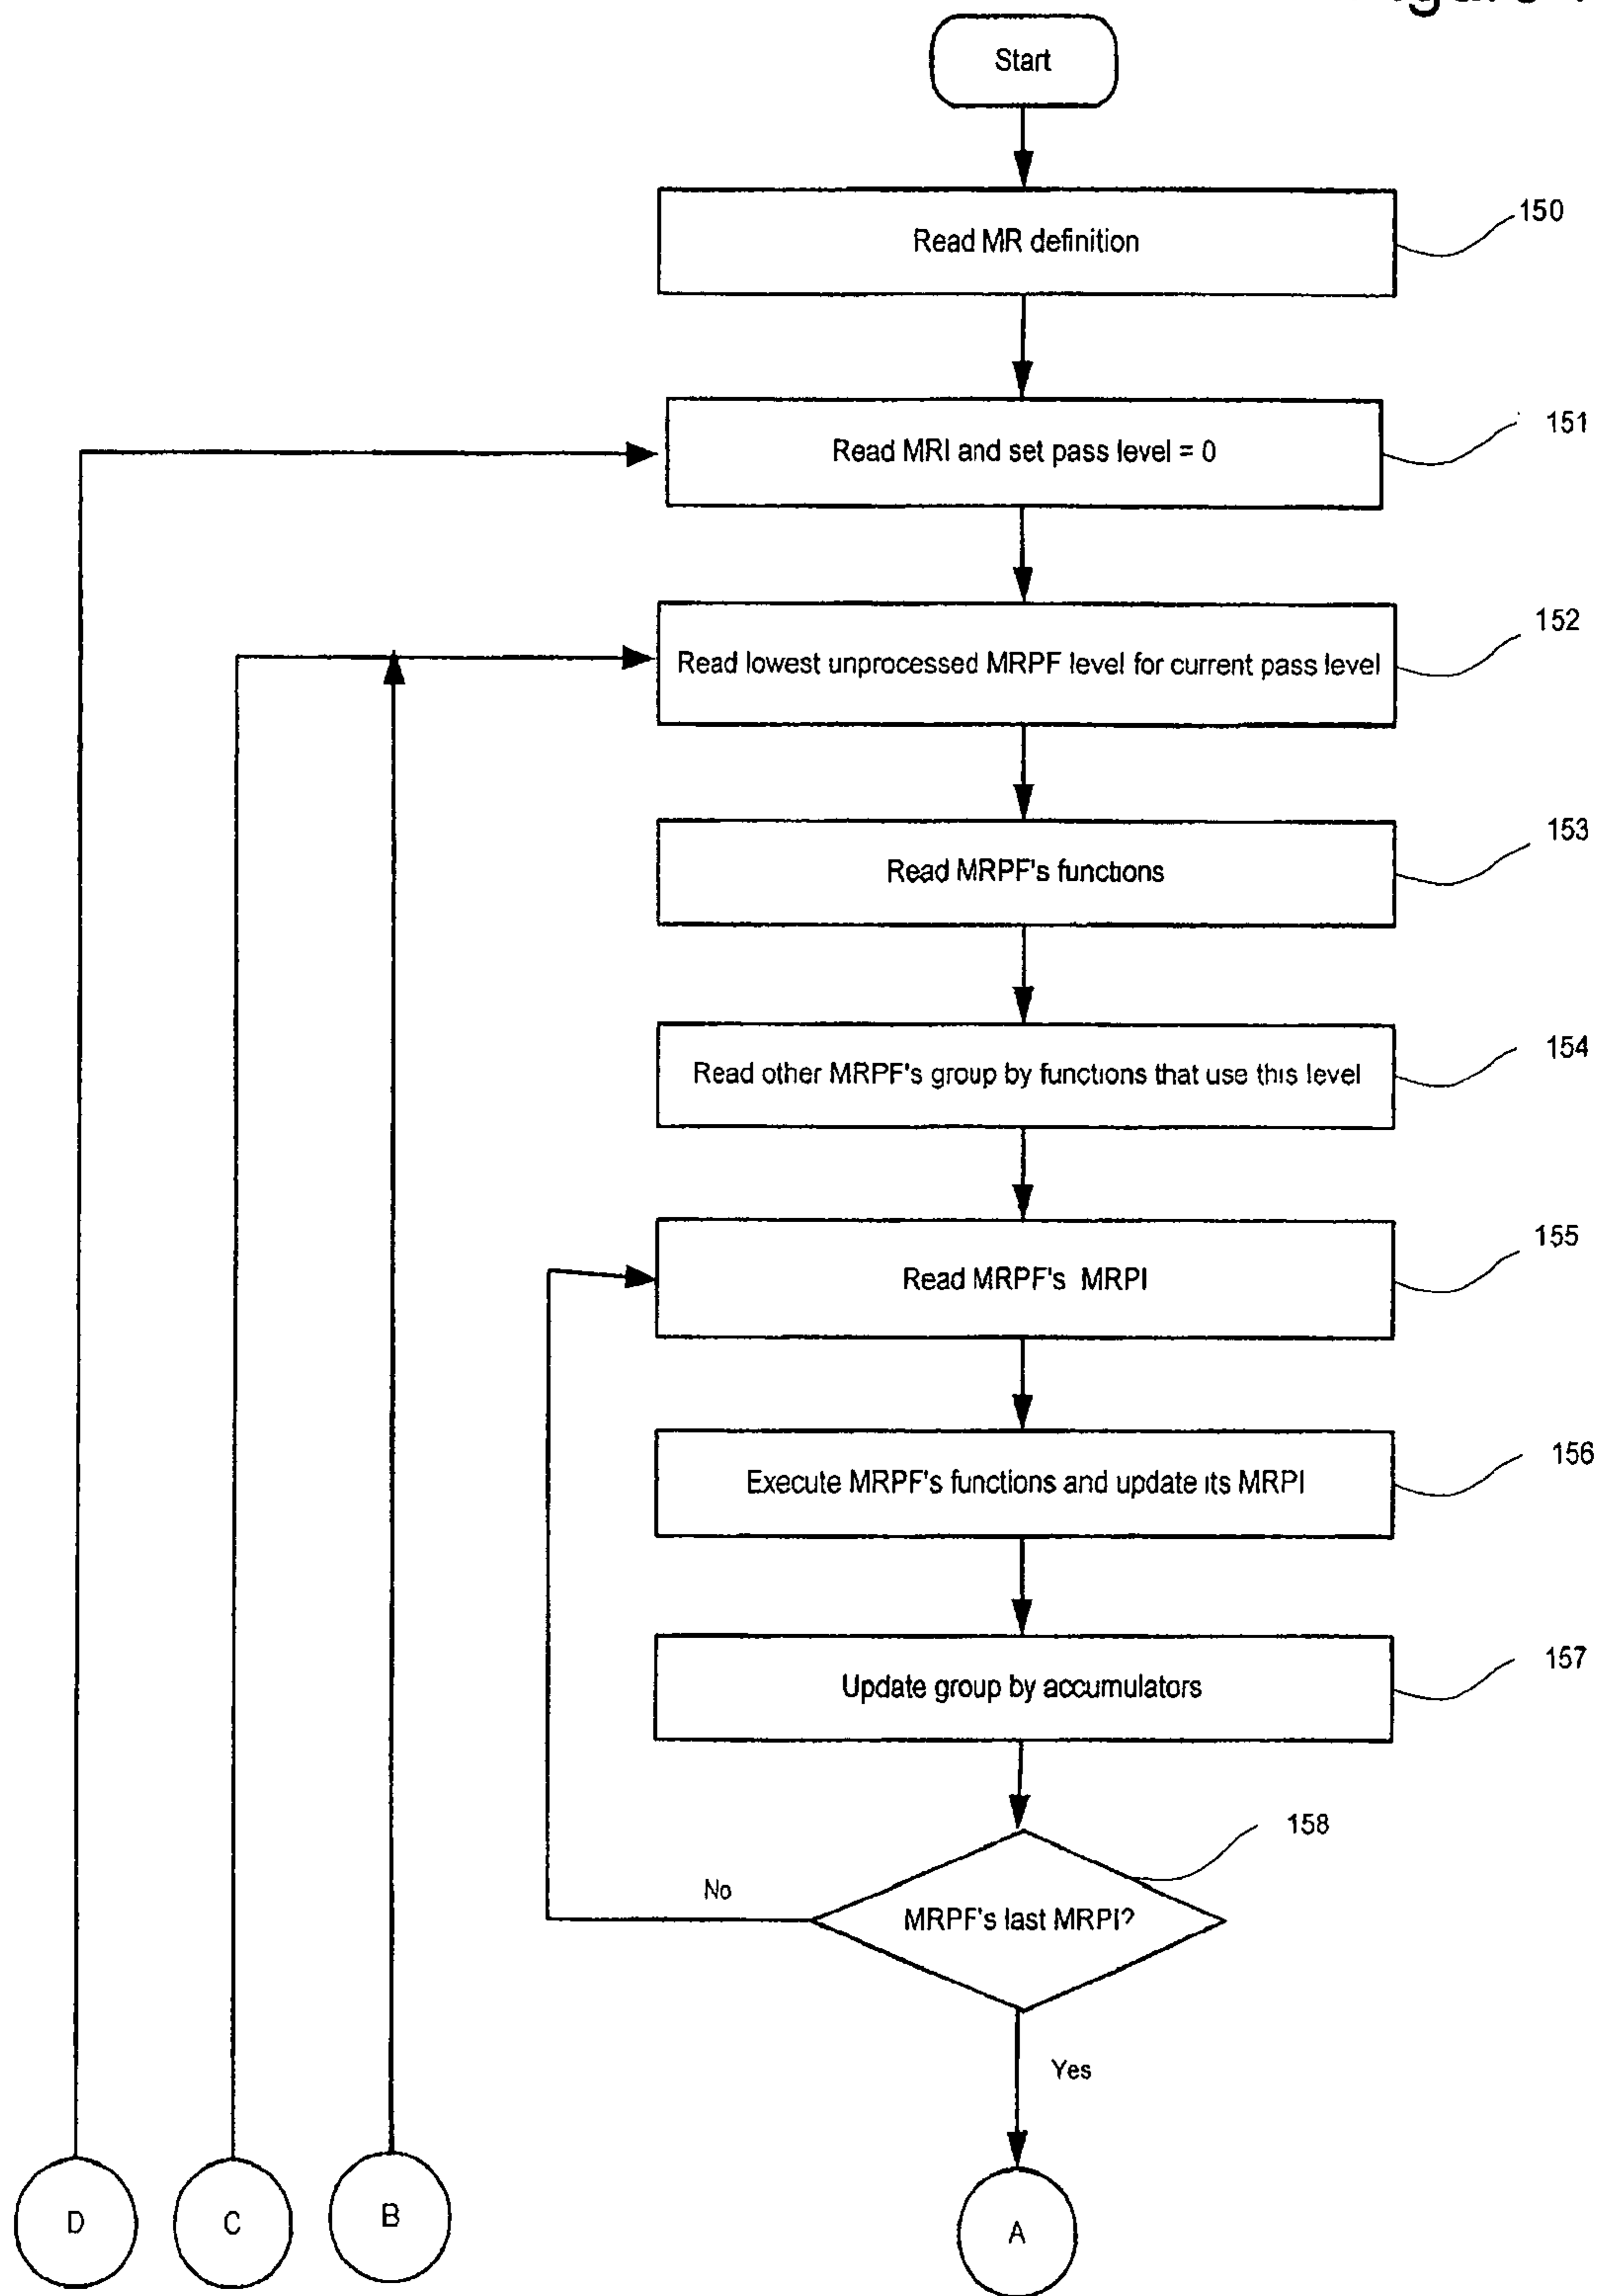 Start
150
Read MR definition
151
Read MRI and set pass level = 0
152
Read lowest unprocessed MRPF level for current pass level
153
Read MRPF's functions
154
Read other MRPF's group by functions that use this level
155
Read MRPF's MRPI
156
Execute MRPF's functions and update its MRPI
157
Update group by accumulators
158
No
MRPF's last MRPI?
Yes
D
C
B
A